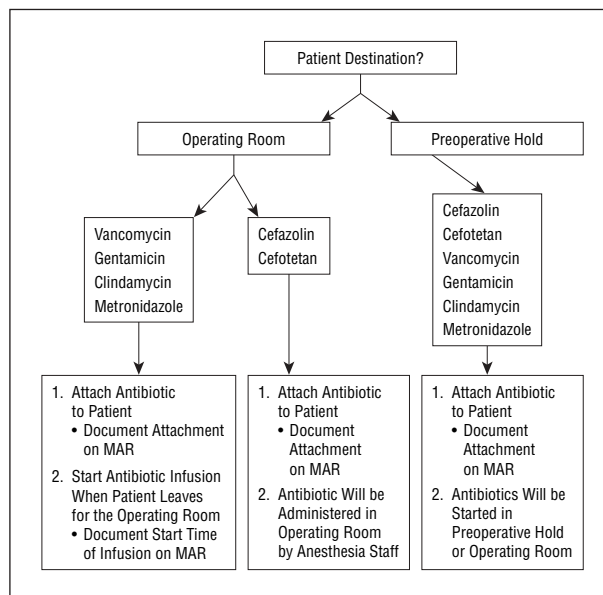 Patient Destination?
Operating Room
Preoperative Hold
Vancomycin
Gentamicin
Clindamycin
Metronidazole
Cefazolin
Cefotetan
Cefazolin
Cefotetan
Vancomycin
Gentamicin
Clindamycin
Metronidazole
1. Attach Antibiotic
to Patient
• Document Attachment
on MAR
2. Start Antibiotic Infusion
When Patient Leaves
for the Operating Room
• Document Start Time
of Infusion on MAR
1. Attach Antibiotic
to Patient
• Document
Attachment
on MAR
2. Antibiotic Will be
Administered in
Operating Room
by Anesthesia Staff
1. Attach Antibiotic
to Patient
• Document
Attachment
on MAR
2. Antibiotics Will be
Started in
Preoperative Hold
or Operating Room